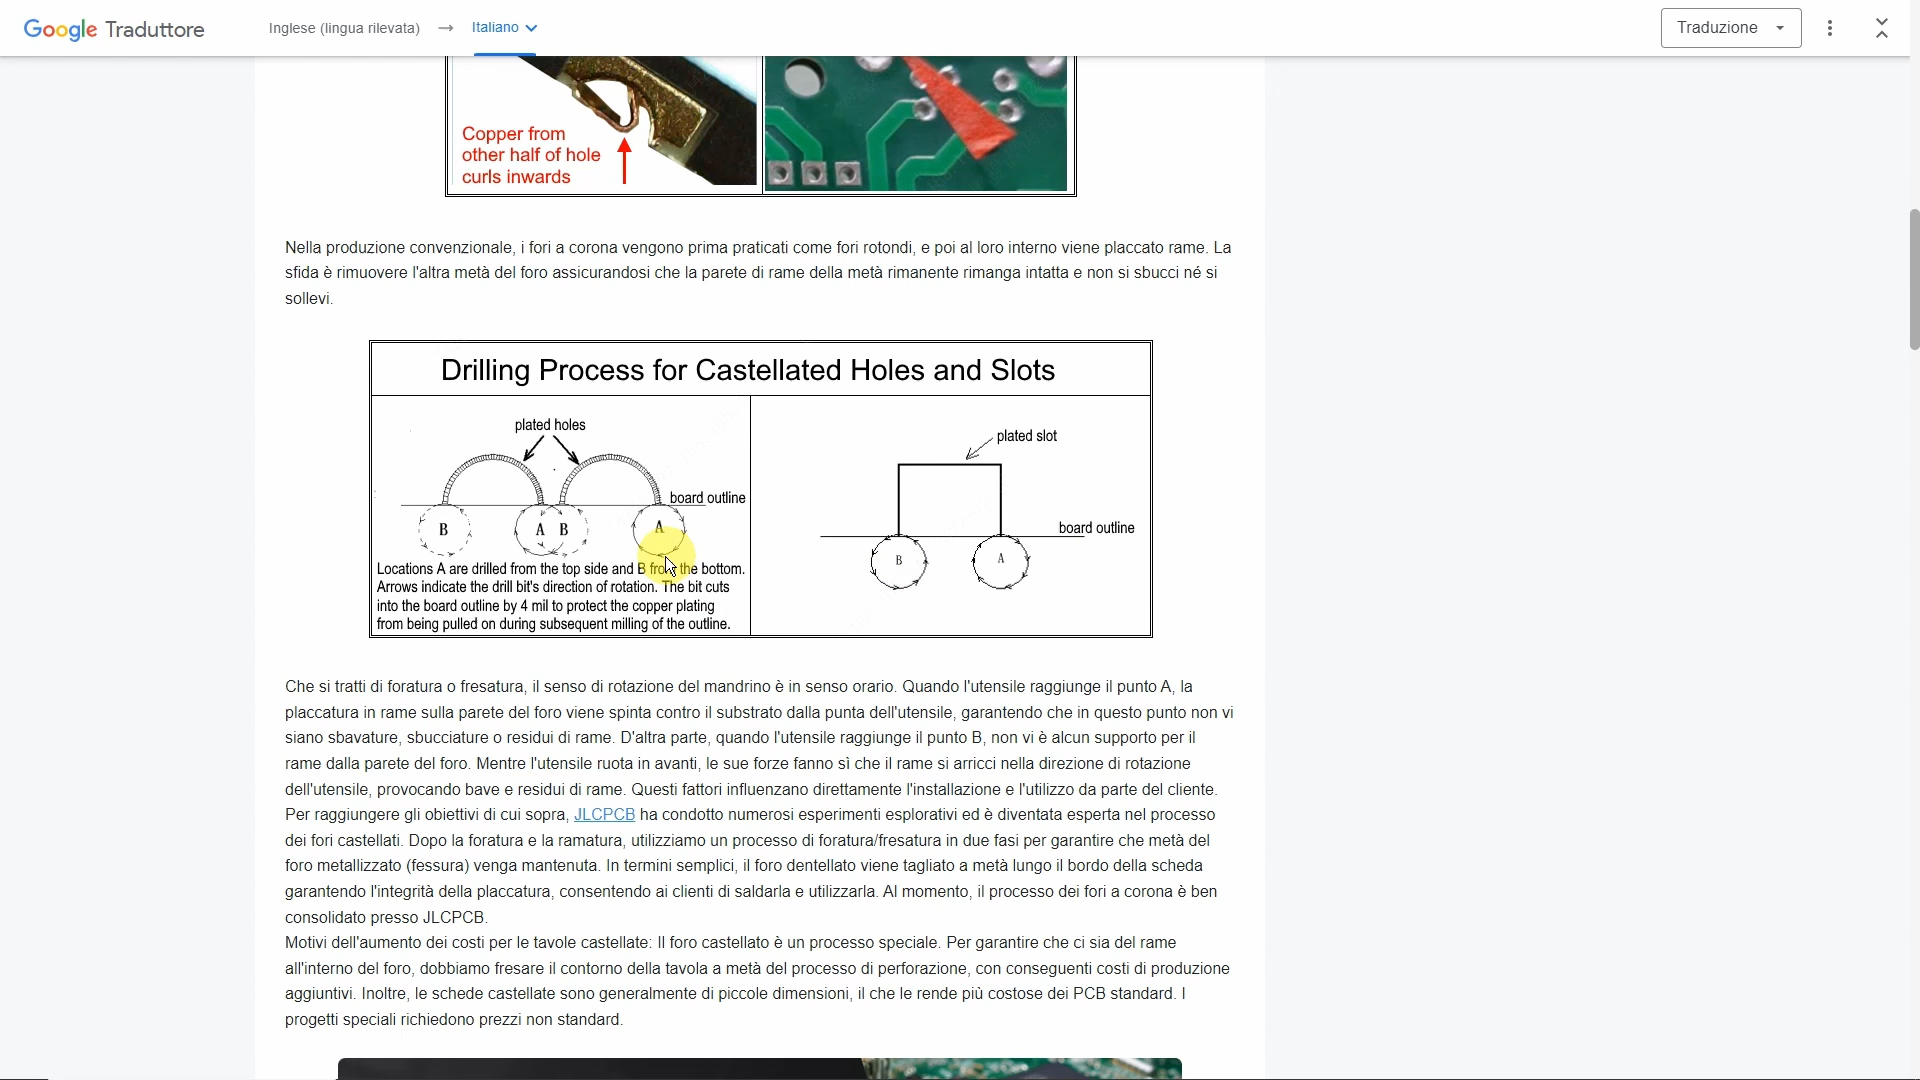 Google Traduttore
Inglese (lingua rilevata) → Italiano
Traduzione
Copper from
other half of hole
curls inwards
Nella produzione convenzionale, i fori a corona vengono prima praticati come fori rotondi, e poi al loro interno viene placcato rame. La
sfida è rimuovere l'altra metà del foro assicurandosi che la parete di rame della metà rimanente rimanga intatta e non si sbucci né si
sollevi.
Drilling Process for Castellated Holes and Slots
plated holes
board outline
B
A
B
A
Locations A are drilled from the top side and B from the bottom.
Arrows indicate the drill bit's direction of rotation. The bit cuts
into the board outline by 4 mil to protect the copper plating
from being pulled on during subsequent milling of the outline.
plated slot
board outline
B
A
Che si tratti di foratura o fresatura, il senso di rotazione del mandrino è in senso orario. Quando l'utensile raggiunge il punto A, la
placcatura in rame sulla parete del foro viene spinta contro il substrato dalla punta dell'utensile, garantendo che in questo punto non vi
siano sbavature, sbucciature o residui di rame. D'altra parte, quando l'utensile raggiunge il punto B, non vi è alcun supporto per il
rame dalla parete del foro. Mentre l'utensile ruota in avanti, le sue forze fanno sì che il rame si arricci nella direzione di rotazione
dell'utensile, provocando bave e residui di rame. Questi fattori influenzano direttamente l'installazione e l'utilizzo da parte del cliente.
Per raggiungere gli obiettivi di cui sopra, JLCPCB ha condotto numerosi esperimenti esplorativi ed è diventata esperta nel processo
dei fori castellati. Dopo la foratura e la ramatura, utilizziamo un processo di foratura/fresatura in due fasi per garantire che metà del
foro metallizzato (fessura) venga mantenuta. In termini semplici, il foro dentellato viene tagliato a metà lungo il bordo della scheda
garantendo l'integrità della placcatura, consentendo ai clienti di saldarla e utilizzarla. Al momento, il processo dei fori a corona è ben
consolidato presso JLCPCB.
Motivi dell'aumento dei costi per le tavole castellate: Il foro castellato è un processo speciale. Per garantire che ci sia del rame
all'interno del foro, dobbiamo fresare il contorno della tavola a metà del processo di perforazione, con conseguenti costi di produzione
aggiuntivi. Inoltre, le schede castellate sono generalmente di piccole dimensioni, il che le rende più costose dei PCB standard. I
progetti speciali richiedono prezzi non standard.